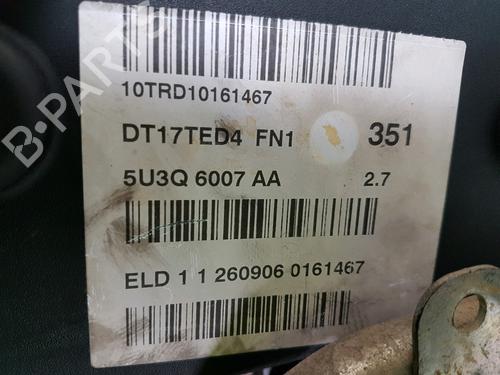 B-PARTS
10TRD10161467
DT17TED4 FN1 351
5U3Q 6007 AA 2.7
ELD 1 1 260906 0161467